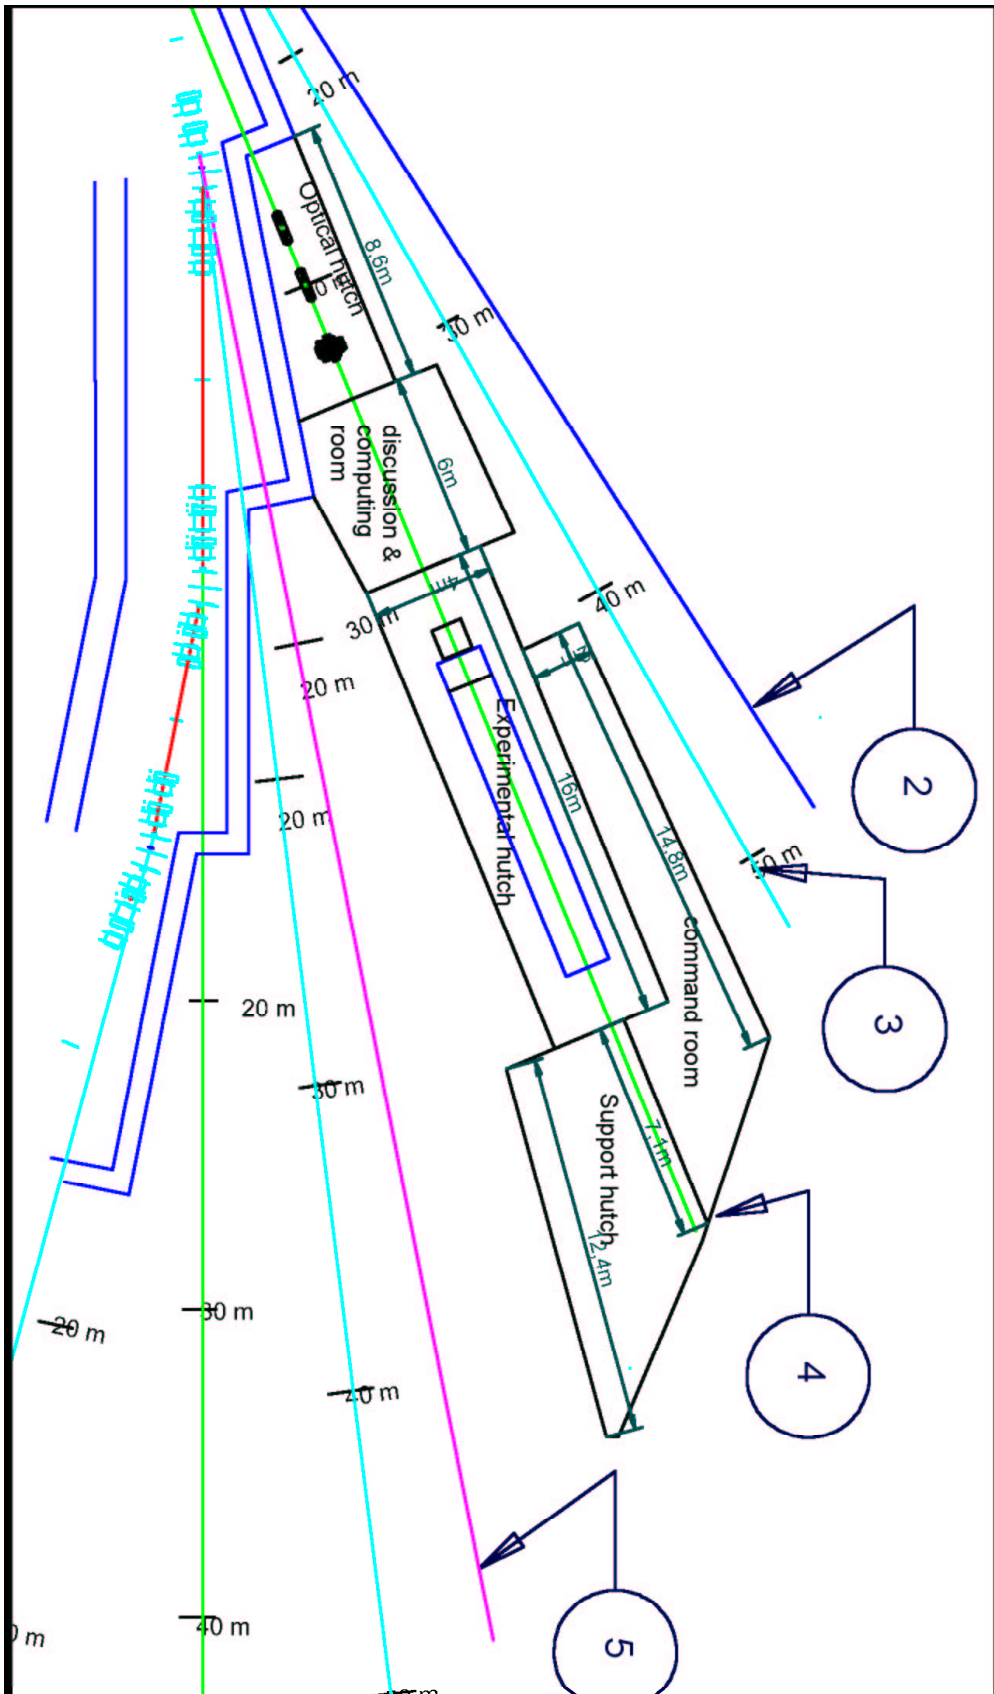 20 m
Optical hutch
8,6m
30 m
discussion &
computing
room
6m
4m
30 m
40 m
20 m
Experimental hutch
16m
14,8m
2
20 m
command room
3
20 m
30 m
Support hutch
7,1m
12,4m
30 m
20 m
4
40 m
5
40 m